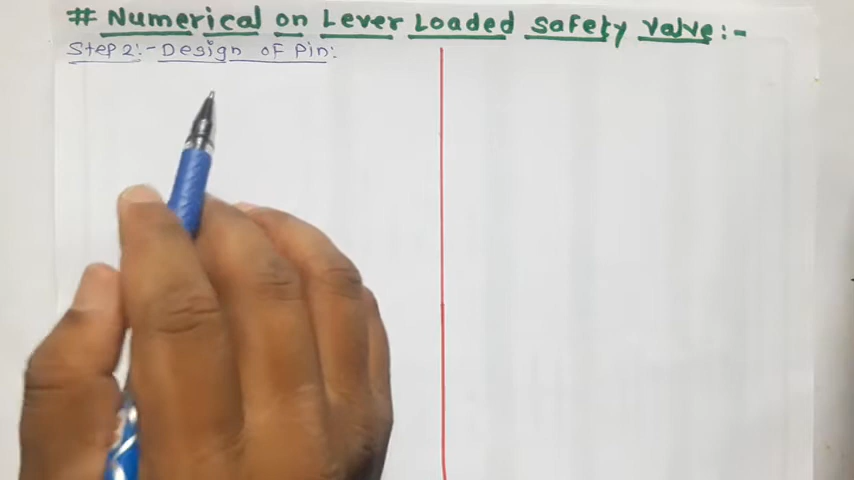 # Numerical on Lever Loaded Safety Valve:-
Step 2:- Design of Pin: